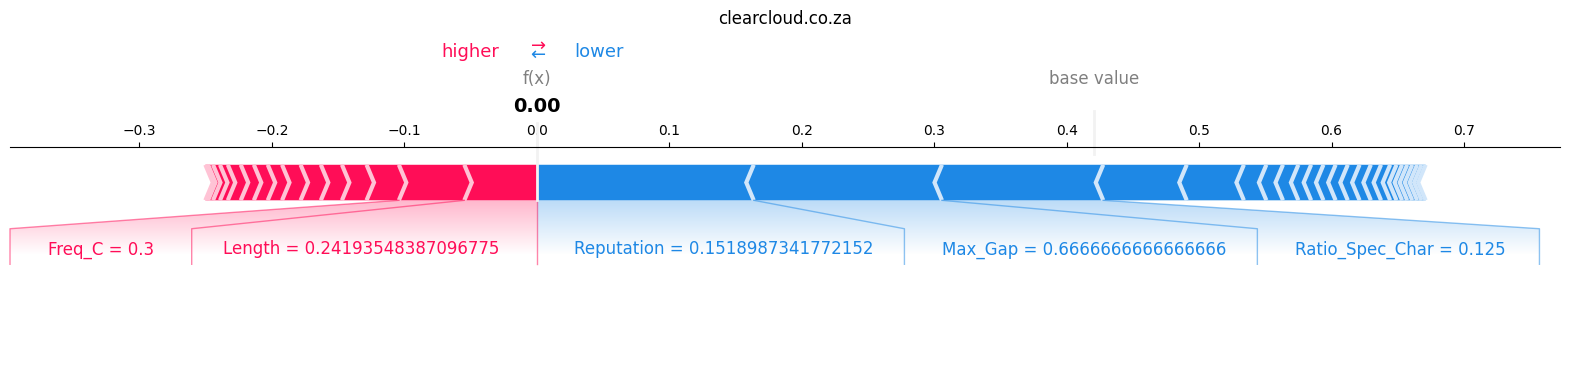 clearcloud.co.za
higher ⇄ lower
f(x) base value
0.00
−0.3 −0.2 −0.1 0.0 0.1 0.2 0.3 0.4 0.5 0.6 0.7
Freq_C = 0.3 Length = 0.24193548387096775 Reputation = 0.1518987341772152 Max_Gap = 0.6666666666666666 Ratio_Spec_Char = 0.125